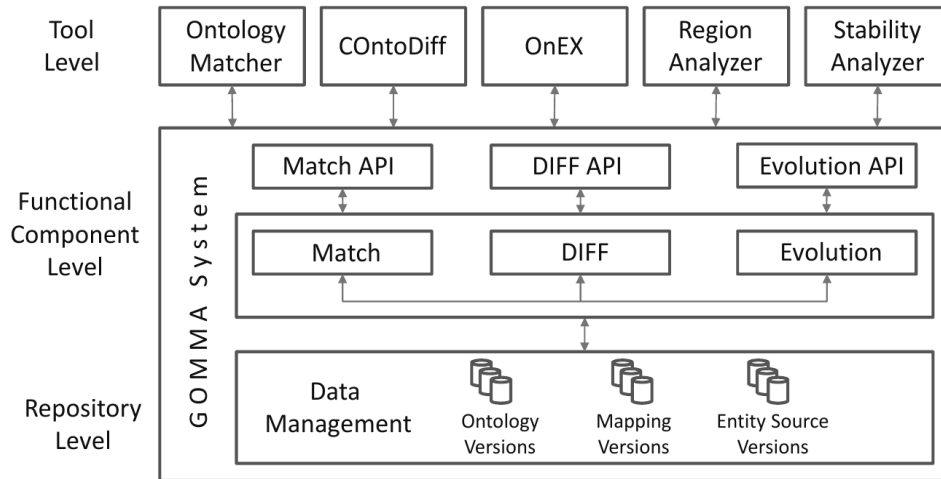 Tool
Level
Ontology
Matcher
COntoDiff
OnEX
Region
Analyzer
Stability
Analyzer
Functional
Component
Level
GOMMA System
Match API
DIFF API
Evolution API
Match
DIFF
Evolution
Repository
Level
Data
Management
Ontology
Versions
Mapping
Versions
Entity Source
Versions